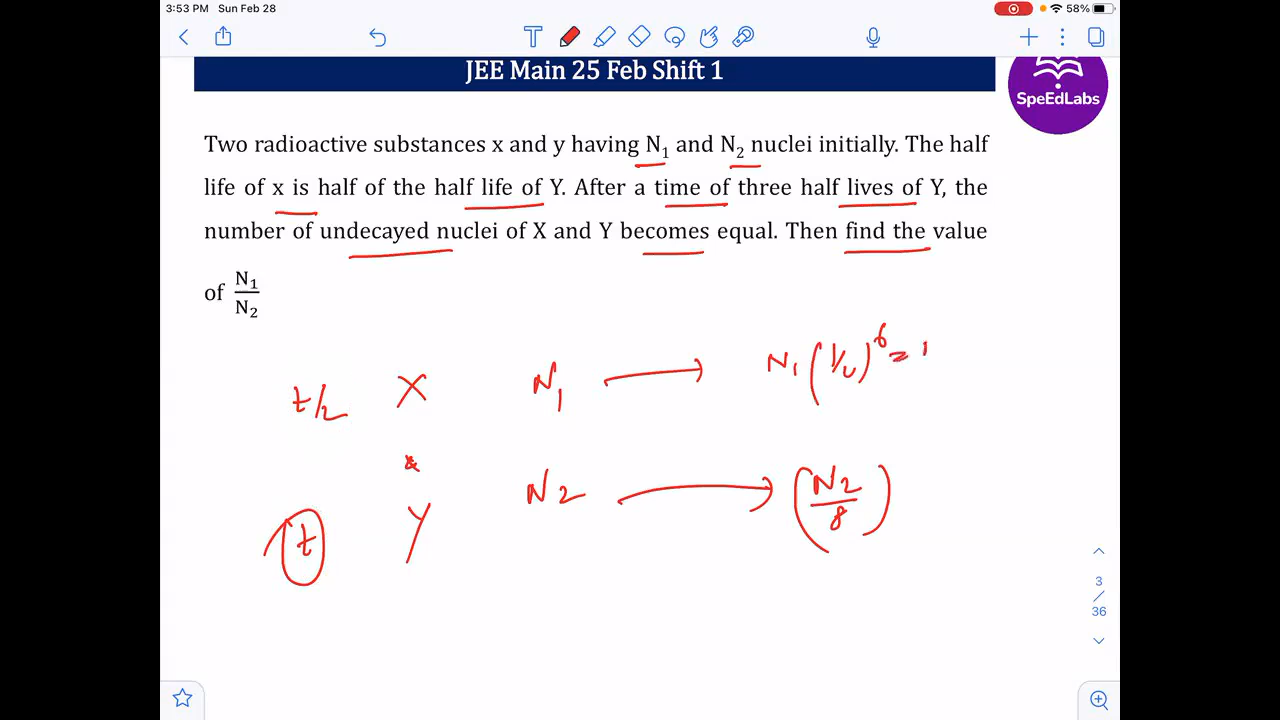 3:53 PM Sun Feb 28
58%
JEE Main 25 Feb Shift 1
SpeEdLabs
Two radioactive substances x and y having N₁ and N₂ nuclei initially. The half
life of x is half of the half life of Y. After a time of three half lives of Y, the
number of undecayed nuclei of X and Y becomes equal. Then find the value
of N₁/N₂
t/2 X N₁ → N₁(1/2)⁶ =
&
t Y N2 → (N2/8)
3
/
36